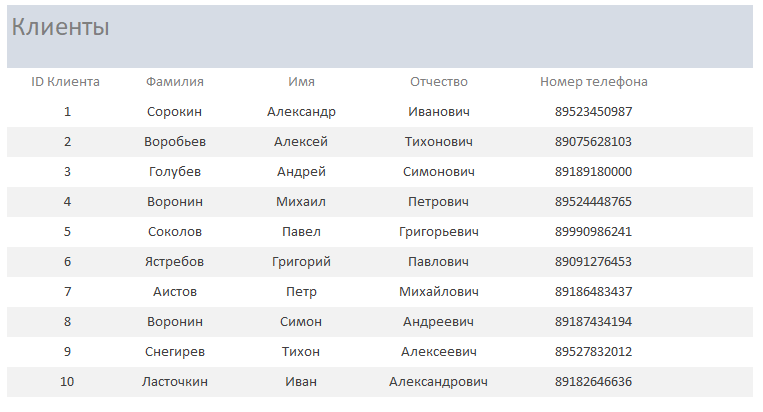 Клиенты
ID Клиента Фамилия Имя Отчество Номер телефона
1 Сорокин Александр Иванович 89523450987
2 Воробьев Алексей Тихонович 89075628103
3 Голубев Андрей Симонович 89189180000
4 Воронин Михаил Петрович 89524448765
5 Соколов Павел Григорьевич 89990986241
6 Ястребов Григорий Павлович 89091276453
7 Аистов Петр Михайлович 89186483437
8 Воронин Симон Андреевич 89187434194
9 Снегирев Тихон Алексеевич 89527832012
10 Ласточкин Иван Александрович 89182646636